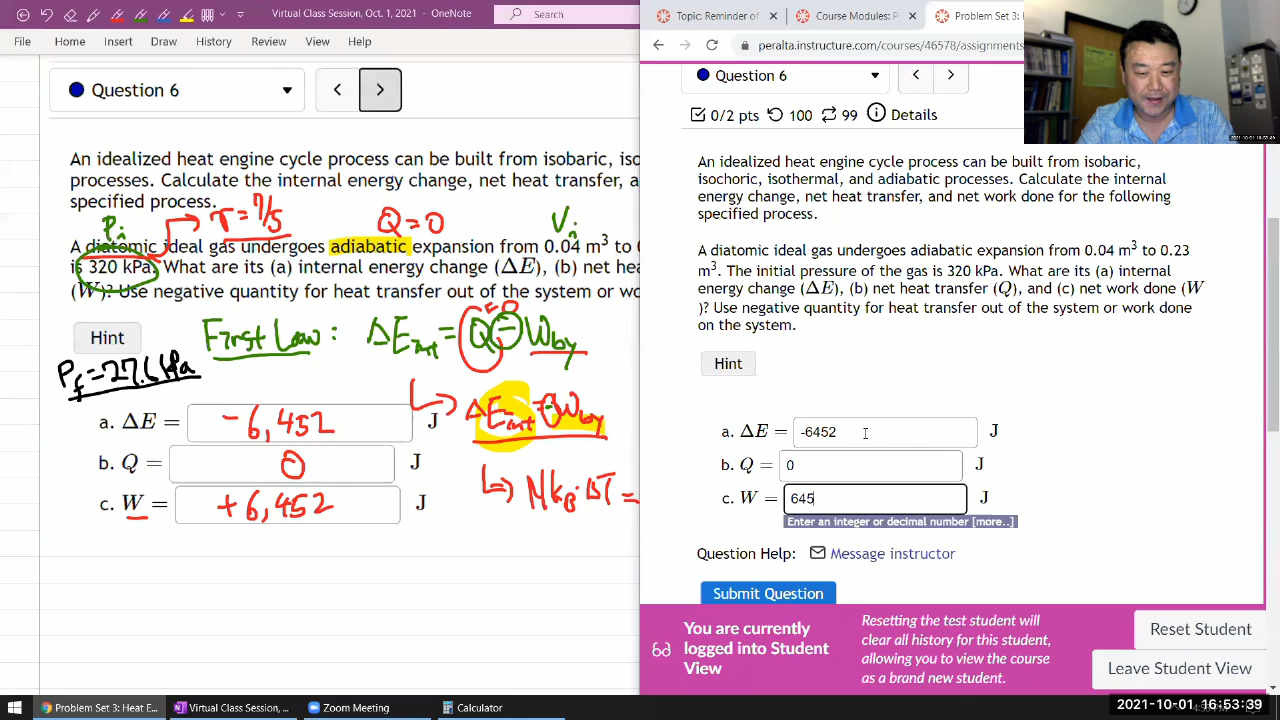 Virtual Class Session, Oct. 1, 2021 - OneNote
File Home Insert Draw History Review View
Question 6
An idealized heat engine cycle process can be built from isobaric, iso
processes. Calculate the internal energy change, net heat transfer, a
specified process.
Pi γ = 7/5 Q = 0 Vi
A diatomic ideal gas undergoes adiabatic expansion from 0.04 m³ to 0
is 320 kPa. What are its (a) internal energy change (ΔE), (b) net hea
(W)? Use negative quantity for heat transfer out of the system or wo
= 0
Hint
First Law: ΔEint = Q - Wby
Pf = 27.6 kPa
a. ΔE = -6,452 J
b. Q = 0 J
c. W = +6,452 J
ΔEint = -Wby
NkB·ΔT =
Topic: Reminder of
Course Modules: P
Problem Set 3: H
peralta.instructure.com/courses/46578/assignments
Question 6
0/2 pts 100 99 Details
An idealized heat engine cycle process can be built from isobaric,
isochoric, isothermal, and adiabatic processes. Calculate the internal
energy change, net heat transfer, and net work done for the following
specified process.
A diatomic ideal gas undergoes adiabatic expansion from 0.04 m³ to 0.23
m³. The initial pressure of the gas is 320 kPa. What are its (a) internal
energy change (ΔE), (b) net heat transfer (Q), and (c) net work done (W
)? Use negative quantity for heat transfer out of the system or work done
on the system.
Hint
a. ΔE = -6452 J
b. Q = 0 J
c. W = 645 J
Enter an integer or decimal number [more..]
Question Help: Message instructor
Submit Question
You are currently
logged into Student
View
Resetting the test student will
clear all history for this student,
allowing you to view the course
as a brand new student.
Reset Student
Leave Student View
Problem Set 3: Heat E...
Virtual Class Session, ...
Zoom Meeting
Calculator
2021-10-01 16:53:39